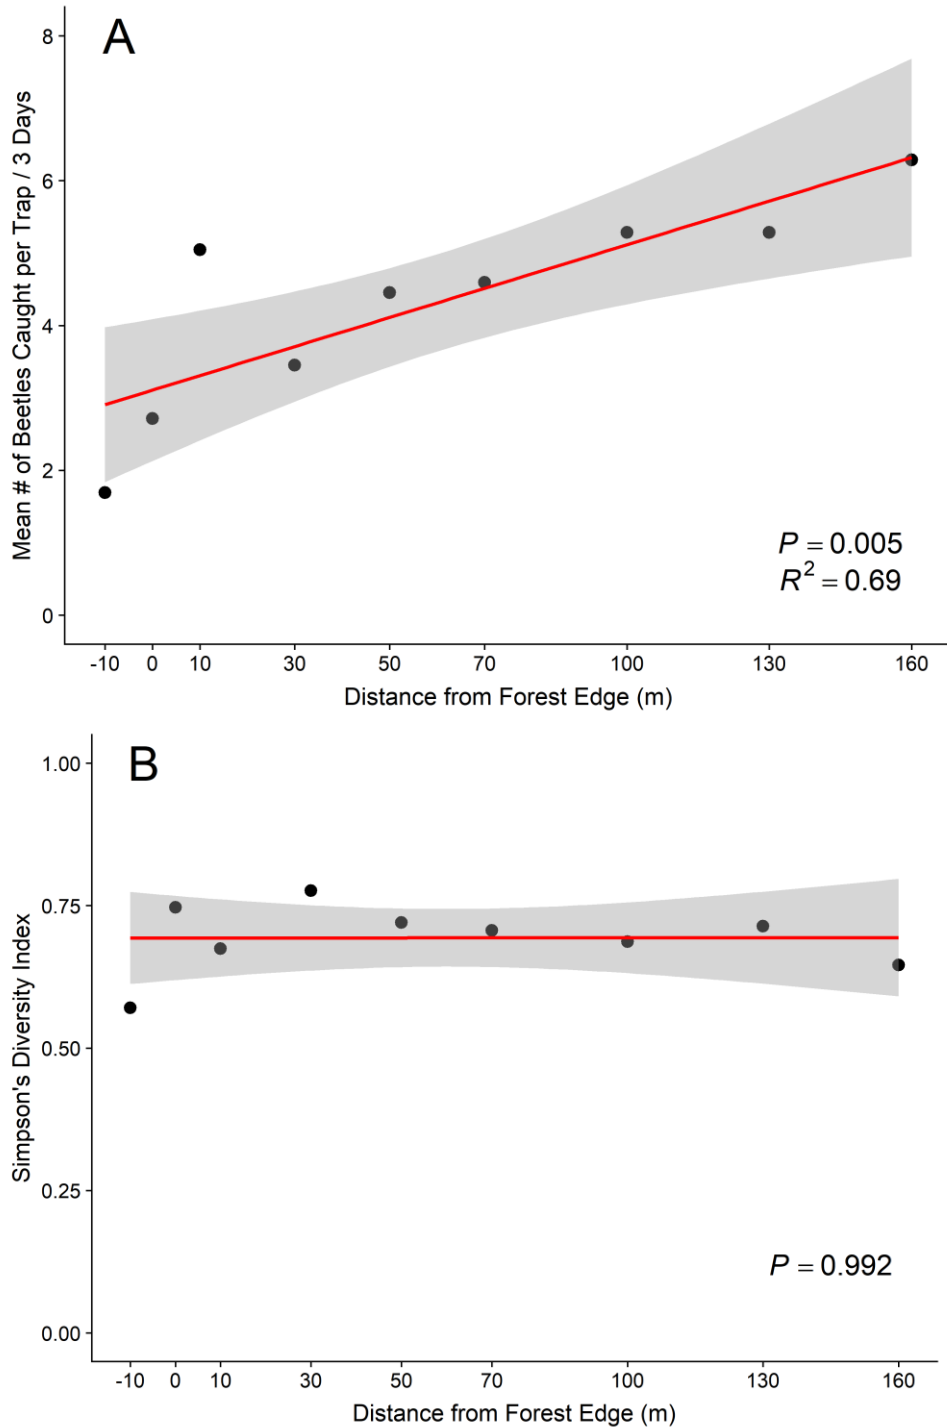 A
8
6
4
2
0
Mean # of Beetles Caught per Trap / 3 Days
P = 0.005
R² = 0.69
-10 0 10 30 50 70 100 130 160
Distance from Forest Edge (m)
B
1.00
0.75
0.50
0.25
0.00
Simpson's Diversity Index
P = 0.992
-10 0 10 30 50 70 100 130 160
Distance from Forest Edge (m)